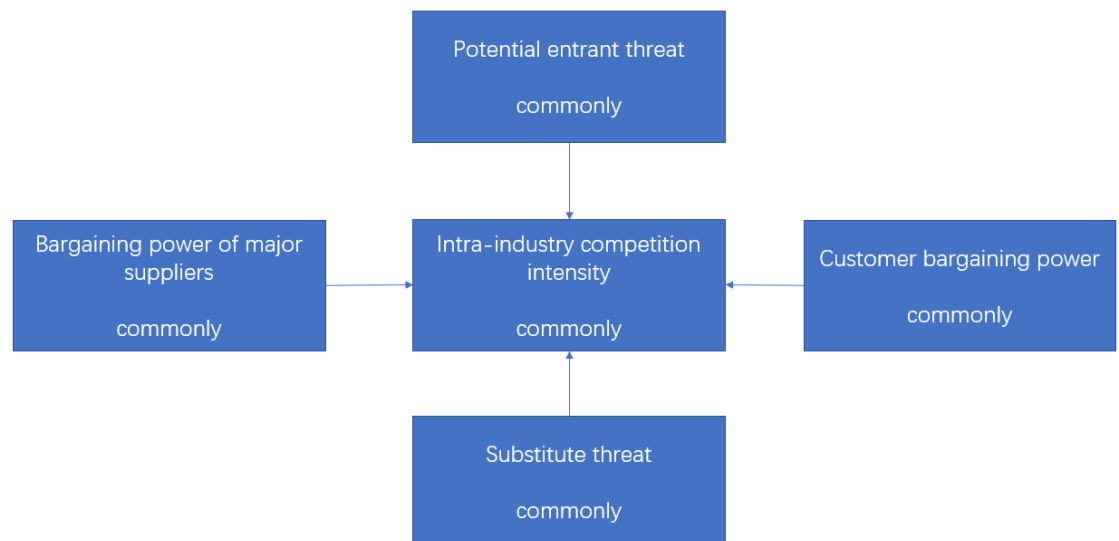 Potential entrant threat
commonly
Bargaining power of major
suppliers
commonly
Intra-industry competition
intensity
commonly
Customer bargaining power
commonly
Substitute threat
commonly